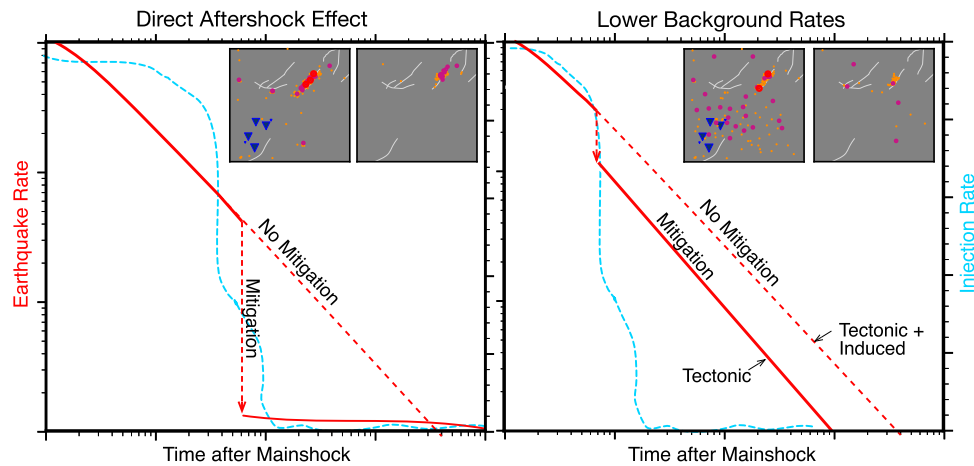 Direct Aftershock Effect
Lower Background Rates
Earthquake Rate
No Mitigation
Mitigation
Time after Mainshock
Mitigation
No Mitigation
Tectonic +
Induced
Tectonic
Time after Mainshock
Injection Rate